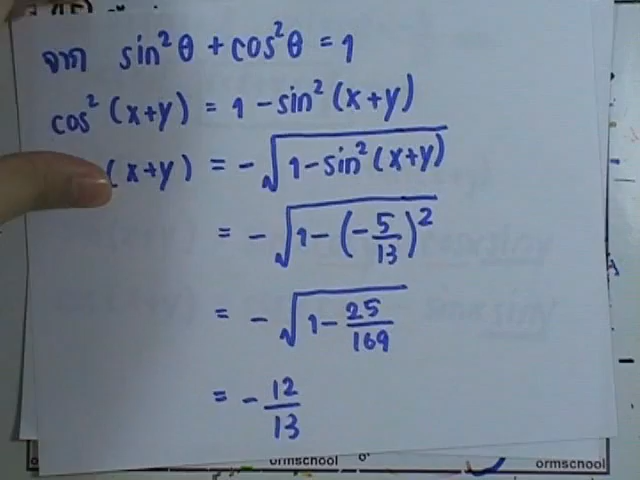 จาก sin²θ + cos²θ = 1
cos² (x+y) = 1 - sin² (x+y)
(x+y) = -√(1 - sin² (x+y))
= -√(1 - (-5/13)²)
= -√(1 - 25/169)
= - 12/13
ormschool ormschool